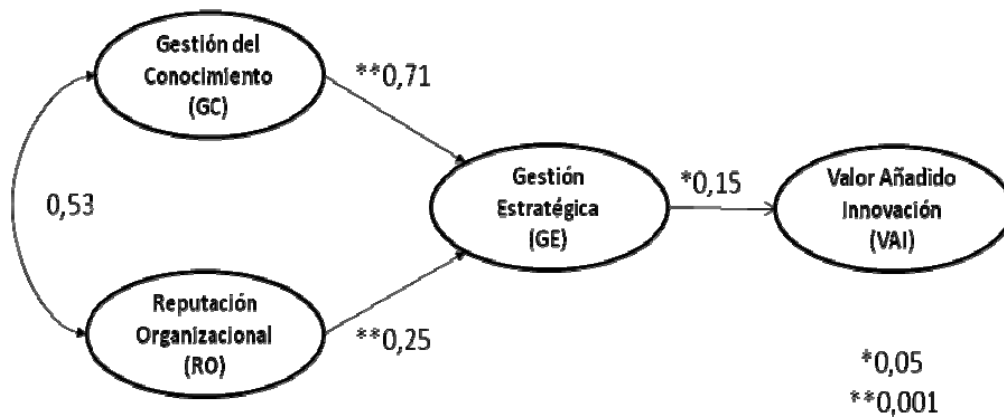 Gestión del
Conocimiento
(GC)
**0,71
0,53
Gestión
Estratégica
(GE)
*0,15
Valor Añadido
Innovación
(VAI)
Reputación
Organizacional
(RO)
**0,25
*0,05
**0,001